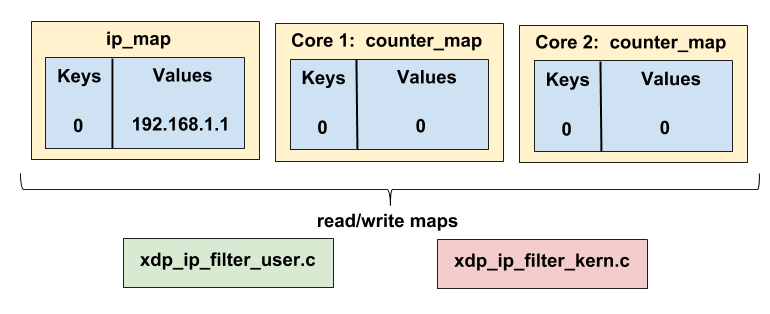 ip_map
Keys Values
0 192.168.1.1
Core 1: counter_map
Keys Values
0 0
Core 2: counter_map
Keys Values
0 0
read/write maps
xdp_ip_filter_user.c
xdp_ip_filter_kern.c